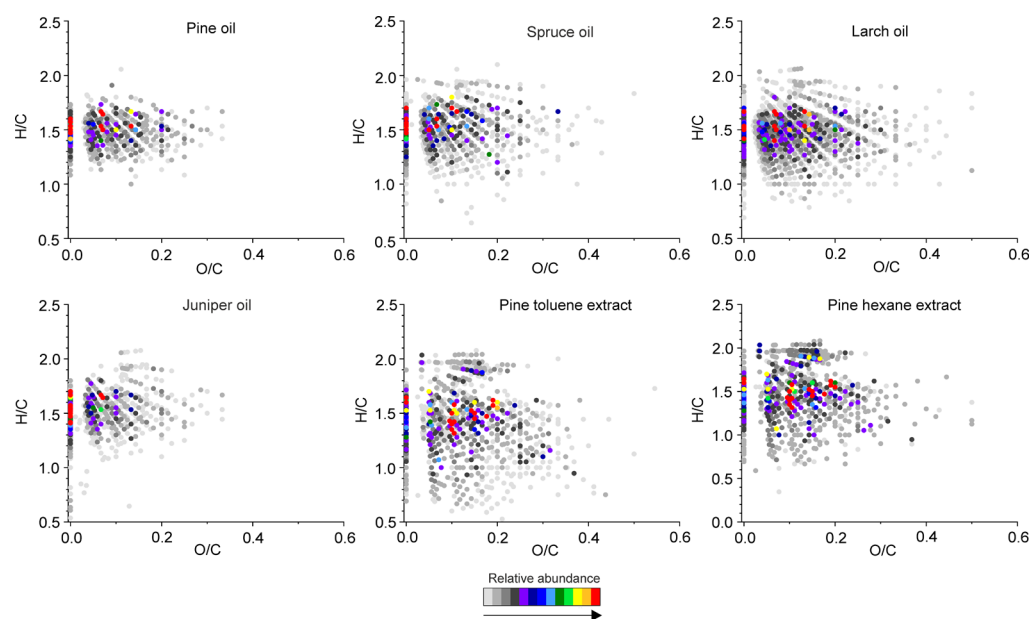 Pine oil
2.5
2.0
1.5
1.0
0.5
H/C
0.0 0.2 0.4 0.6
O/C
Spruce oil
2.5
2.0
1.5
1.0
0.5
H/C
0.0 0.2 0.4 0.6
O/C
Larch oil
2.5
2.0
1.5
1.0
0.5
H/C
0.0 0.2 0.4 0.6
O/C
Juniper oil
2.5
2.0
1.5
1.0
0.5
H/C
0.0 0.2 0.4 0.6
O/C
Pine toluene extract
2.5
2.0
1.5
1.0
0.5
H/C
0.0 0.2 0.4 0.6
O/C
Pine hexane extract
2.5
2.0
1.5
1.0
0.5
0.0
H/C
0.0 0.2 0.4 0.6
O/C
Relative abundance